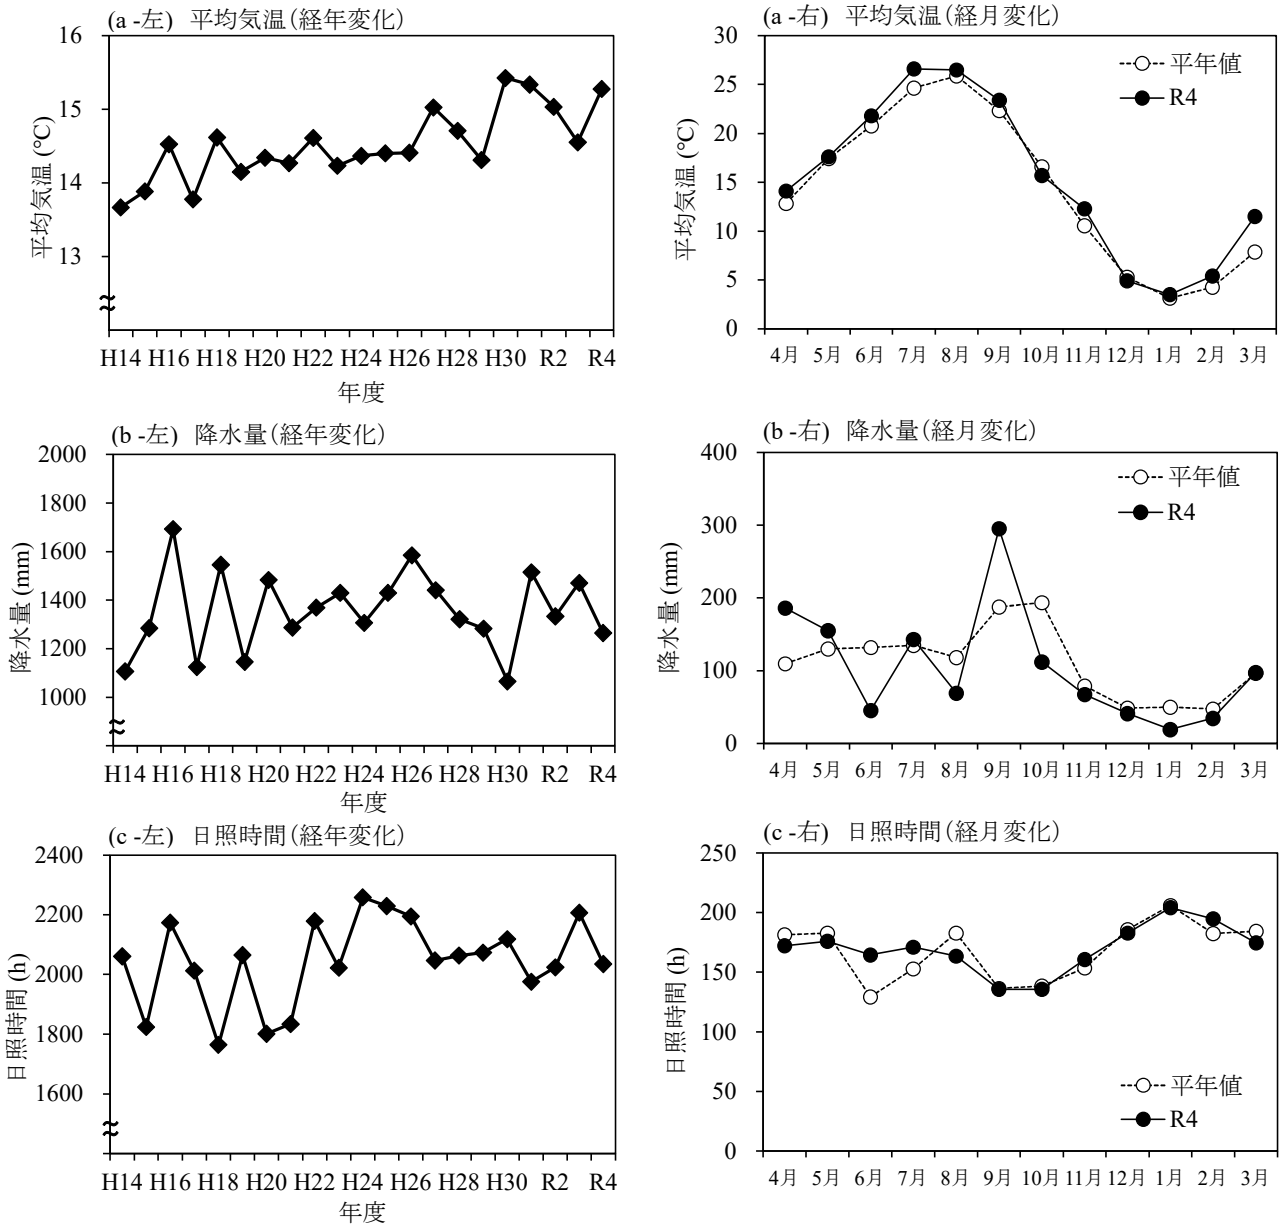 (a -左) 平均気温(経年変化)
16
15
14
13
平均気温 (℃)
H14 H16 H18 H20 H22 H24 H26 H28 H30 R2 R4
年度
(a -右) 平均気温(経月変化)
30
25
20
15
10
5
0
平均気温 (℃)
平年値
R4
4月 5月 6月 7月 8月 9月 10月 11月 12月 1月 2月 3月
(b -左) 降水量(経年変化)
2000
1800
1600
1400
1200
1000
降水量 (mm)
H14 H16 H18 H20 H22 H24 H26 H28 H30 R2 R4
年度
(b -右) 降水量(経月変化)
400
300
200
100
0
降水量 (mm)
平年値
R4
4月 5月 6月 7月 8月 9月 10月 11月 12月 1月 2月 3月
(c -左) 日照時間(経年変化)
2400
2200
2000
1800
1600
日照時間 (h)
H14 H16 H18 H20 H22 H24 H26 H28 H30 R2 R4
年度
(c -右) 日照時間(経月変化)
250
200
150
100
50
0
日照時間 (h)
平年値
R4
4月 5月 6月 7月 8月 9月 10月 11月 12月 1月 2月 3月